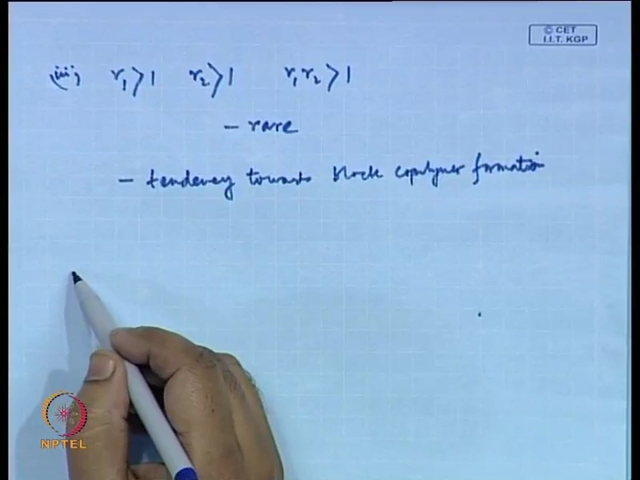 © CET
I.I.T. KGP
(iii) r₁>1 r₂>1 r₁r₂>1
- rare
- tendency towards block copolymer formation
NPTEL